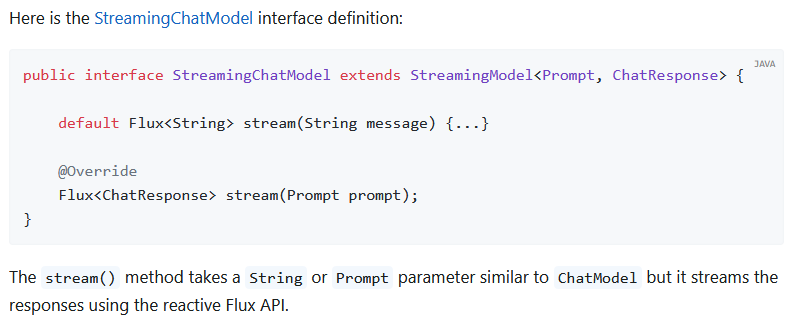 Here is the StreamingChatModel interface definition:
JAVA
public interface StreamingChatModel extends StreamingModel<Prompt, ChatResponse> {
    default Flux<String> stream(String message) {...}
    @Override
    Flux<ChatResponse> stream(Prompt prompt);
}
The stream() method takes a String or Prompt parameter similar to ChatModel but it streams the
responses using the reactive Flux API.